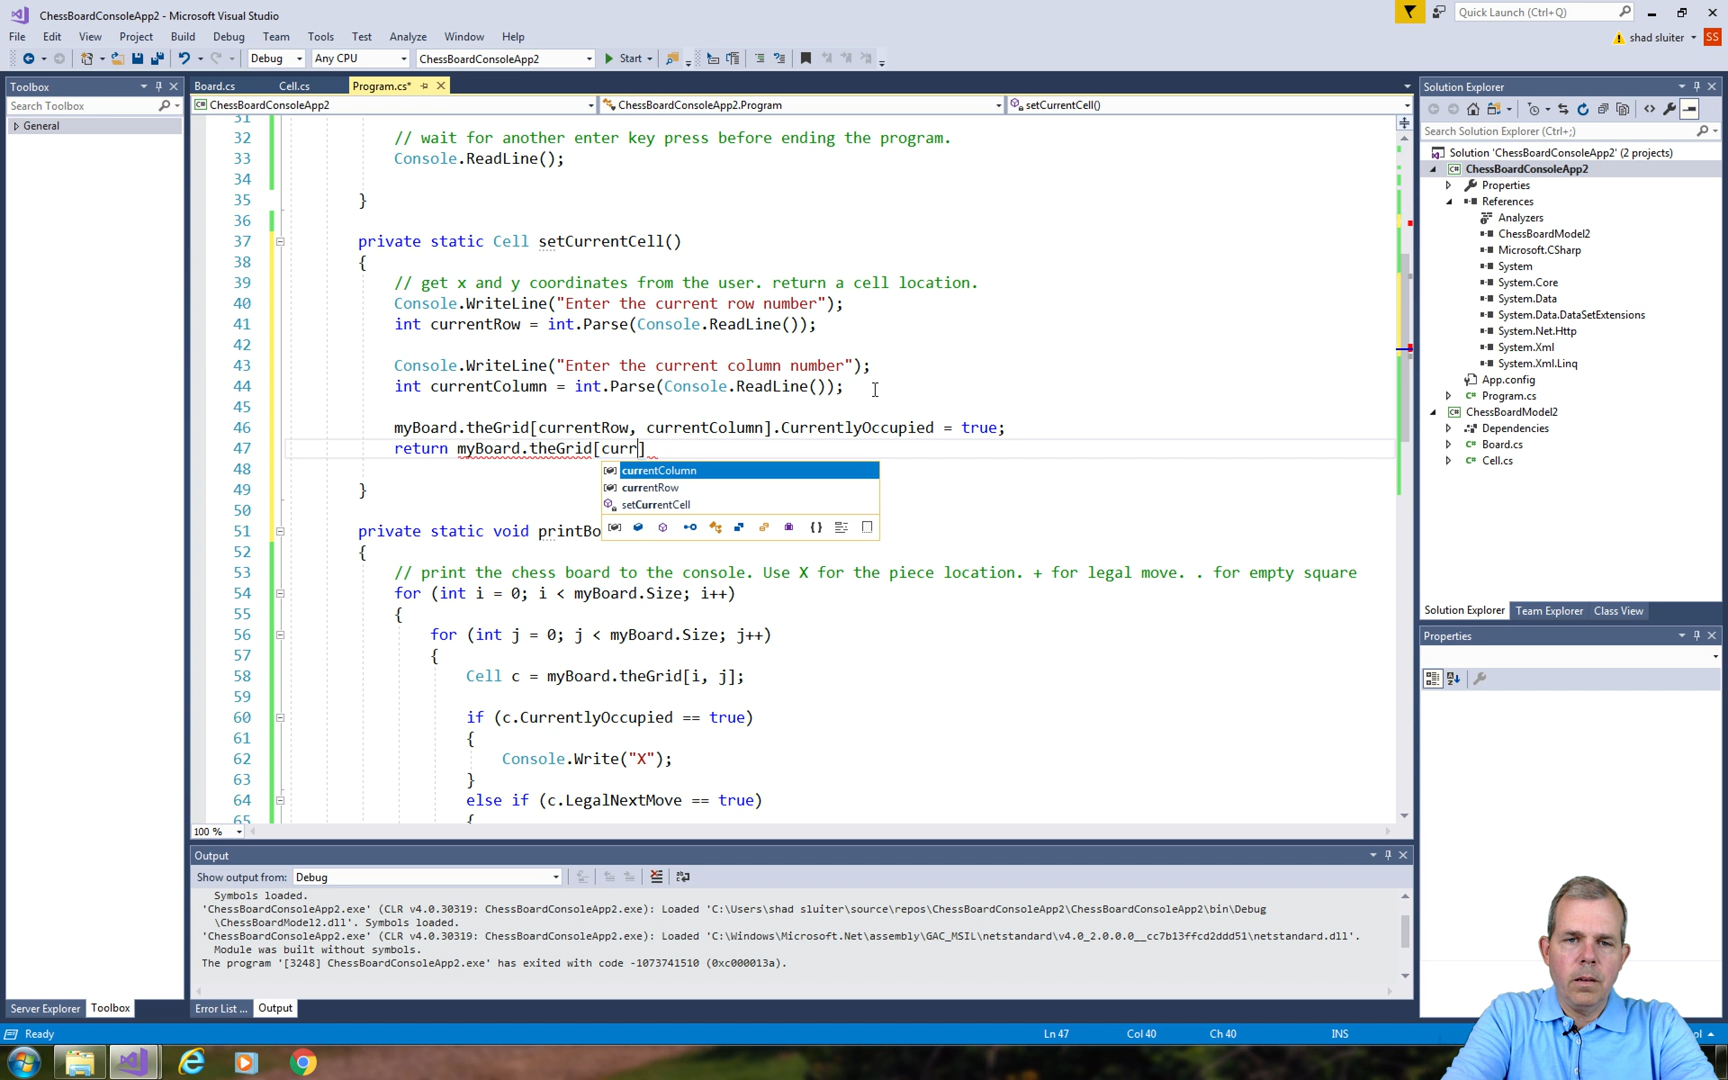 ChessBoardConsoleApp2 - Microsoft Visual Studio
Quick Launch (Ctrl+Q)
File Edit View Project Build Debug Team Tools Test Analyze Window Help
shad sluiter SS
Debug Any CPU ChessBoardConsoleApp2 Start
Toolbox
Search Toolbox
General
Board.cs Cell.cs Program.cs*
ChessBoardConsoleApp2 ChessBoardConsoleApp2.Program setCurrentCell()
31
32 // wait for another enter key press before ending the program.
33 Console.ReadLine();
34
35 }
36
37 private static Cell setCurrentCell()
38 {
39 // get x and y coordinates from the user. return a cell location.
40 Console.WriteLine("Enter the current row number");
41 int currentRow = int.Parse(Console.ReadLine());
42
43 Console.WriteLine("Enter the current column number");
44 int currentColumn = int.Parse(Console.ReadLine());
45
46 myBoard.theGrid[currentRow, currentColumn].CurrentlyOccupied = true;
47 return myBoard.theGrid[curr]
currentColumn
currentRow
setCurrentCell
48
49 }
50
51 private static void printBo
52 {
53 // print the chess board to the console. Use X for the piece location. + for legal move. . for empty square
54 for (int i = 0; i < myBoard.Size; i++)
55 {
56 for (int j = 0; j < myBoard.Size; j++)
57 {
58 Cell c = myBoard.theGrid[i, j];
59
60 if (c.CurrentlyOccupied == true)
61 {
62 Console.Write("X");
63 }
64 else if (c.LegalNextMove == true)
65 {
100 %
Output
Show output from: Debug
Symbols loaded.
'ChessBoardConsoleApp2.exe' (CLR v4.0.30319: ChessBoardConsoleApp2.exe): Loaded 'C:\Users\shad sluiter\source\repos\ChessBoardConsoleApp2\ChessBoardConsoleApp2\bin\Debug
\ChessBoardModel2.dll'. Symbols loaded.
'ChessBoardConsoleApp2.exe' (CLR v4.0.30319: ChessBoardConsoleApp2.exe): Loaded 'C:\Windows\Microsoft.Net\assembly\GAC_MSIL\netstandard\v4.0_2.0.0.0__cc7b13ffcd2ddd51\netstandard.dll'.
Module was built without symbols.
The program '[3248] ChessBoardConsoleApp2.exe' has exited with code -1073741510 (0xc000013a).
Server Explorer Toolbox
Error List ... Output
Solution Explorer
Search Solution Explorer (Ctrl+;)
Solution 'ChessBoardConsoleApp2' (2 projects)
ChessBoardConsoleApp2
Properties
References
Analyzers
ChessBoardModel2
Microsoft.CSharp
System
System.Core
System.Data
System.Data.DataSetExtensions
System.Net.Http
System.Xml
System.Xml.Linq
App.config
Program.cs
ChessBoardModel2
Dependencies
Board.cs
Cell.cs
Solution Explorer Team Explorer Class View
Properties
Ready Ln 47 Col 40 Ch 40 INS